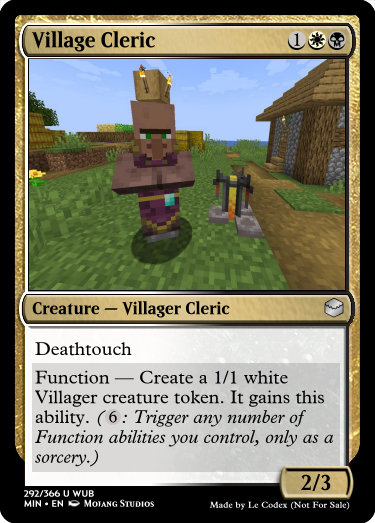 Village Cleric 1
Creature — Villager Cleric
Deathtouch
Function — Create a 1/1 white
Villager creature token. It gains this
ability. (6: Trigger any number of
Function abilities you control, only as a
sorcery.)
2/3
292/366 U WUB
MIN • EN Mojang Studios
Made by Le Codex (Not For Sale)